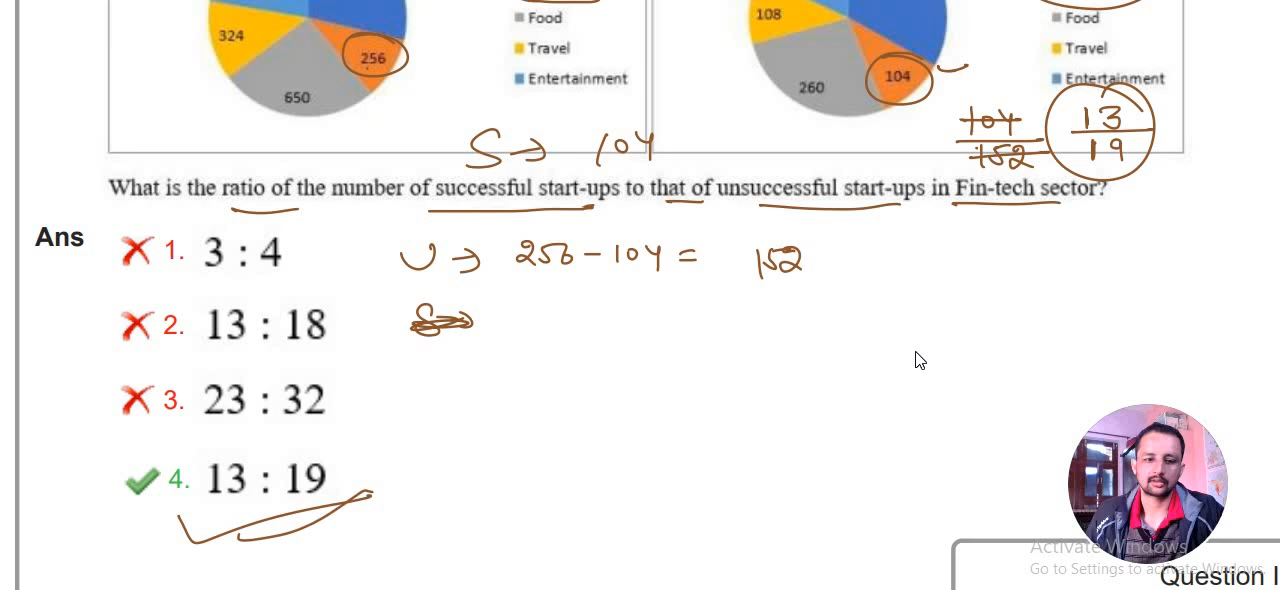 324
256
650
Food
Travel
Entertainment
108
104
260
Food
Travel
Entertainment
S → 104
104
152
13
19
What is the ratio of the number of successful start-ups to that of unsuccessful start-ups in Fin-tech sector?
Ans
1. 3 : 4
U → 256 - 104 = 152
2. 13 : 18
S →
3. 23 : 32
4. 13 : 19
Activate Windows
Go to Settings to activate Windows.
Question I